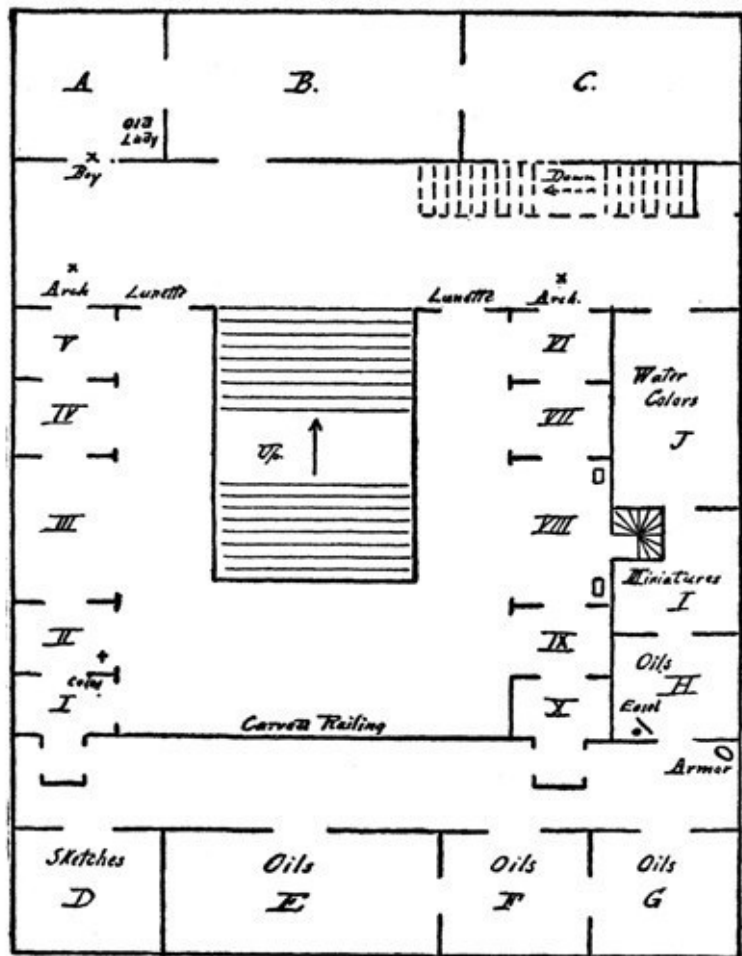 A
B.
C.
Old
Lady
x
Boy
Down
x
Arch
Lunette
Lunette
x
Arch.
V
VI
Water
Colors
J
IV
VII
Up.
III
VIII
Miniatures
I
II
IX
Oils
H
I
X
Carved Railing
Armor
Sketches
D
Oils
E
Oils
F
Oils
G